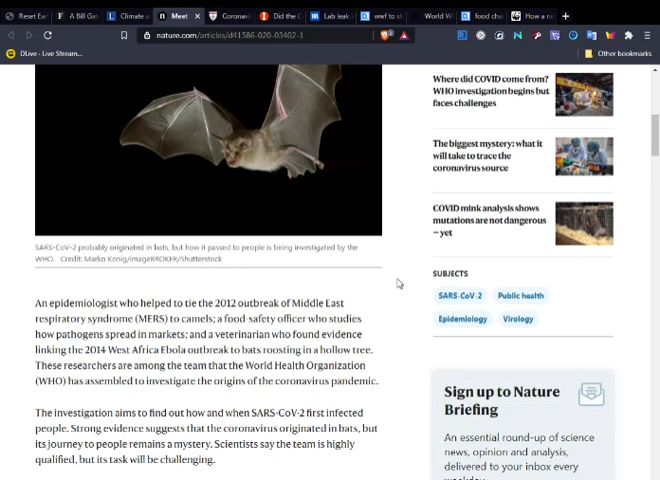 Reset Ear
A Bill Gat
Climate a
Meet
Coronav
Did the C
Lab leak
wwf to st
World Wi
food chai
How a ne
nature.com/articles/d41586-020-03402-1
DLive - Live Stream...
Other bookmarks
SARS-CoV-2 probably originated in bats, but how it passed to people is being investigated by the
WHO. Credit: Marko Konig/imageBROKER/Shutterstock
An epidemiologist who helped to tie the 2012 outbreak of Middle East
respiratory syndrome (MERS) to camels; a food-safety officer who studies
how pathogens spread in markets; and a veterinarian who found evidence
linking the 2014 West Africa Ebola outbreak to bats roosting in a hollow tree.
These researchers are among the team that the World Health Organization
(WHO) has assembled to investigate the origins of the coronavirus pandemic.
The investigation aims to find out how and when SARS-CoV-2 first infected
people. Strong evidence suggests that the coronavirus originated in bats, but
its journey to people remains a mystery. Scientists say the team is highly
qualified, but its task will be challenging.
Where did COVID come from?
WHO investigation begins but
faces challenges
The biggest mystery: what it
will take to trace the
coronavirus source
COVID mink analysis shows
mutations are not dangerous
— yet
SUBJECTS
SARS-CoV-2 Public health
Epidemiology Virology
Sign up to Nature
Briefing
An essential round-up of science
news, opinion and analysis,
delivered to your inbox every
weekday.